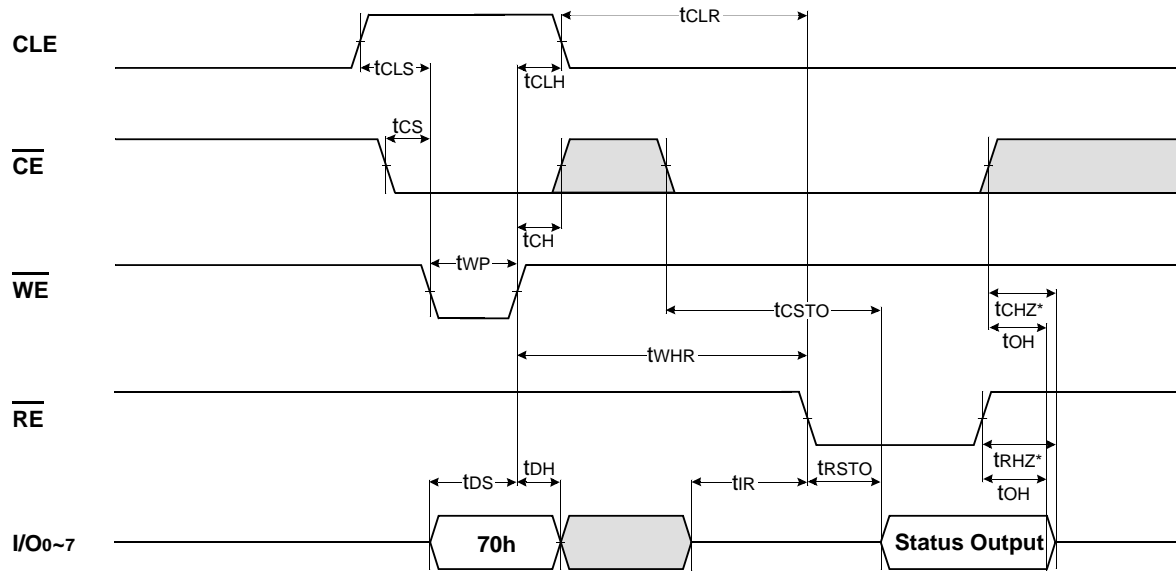 tCLR
CLE
tCLS
tCLH
tCS
CE
tCH
tWP
WE
tCSTO
tCHZ*
tOH
tWHR
RE
tDH
tRHZ*
tDS
tIR
tRSTO
tOH
I/O0~7
70h
Status Output